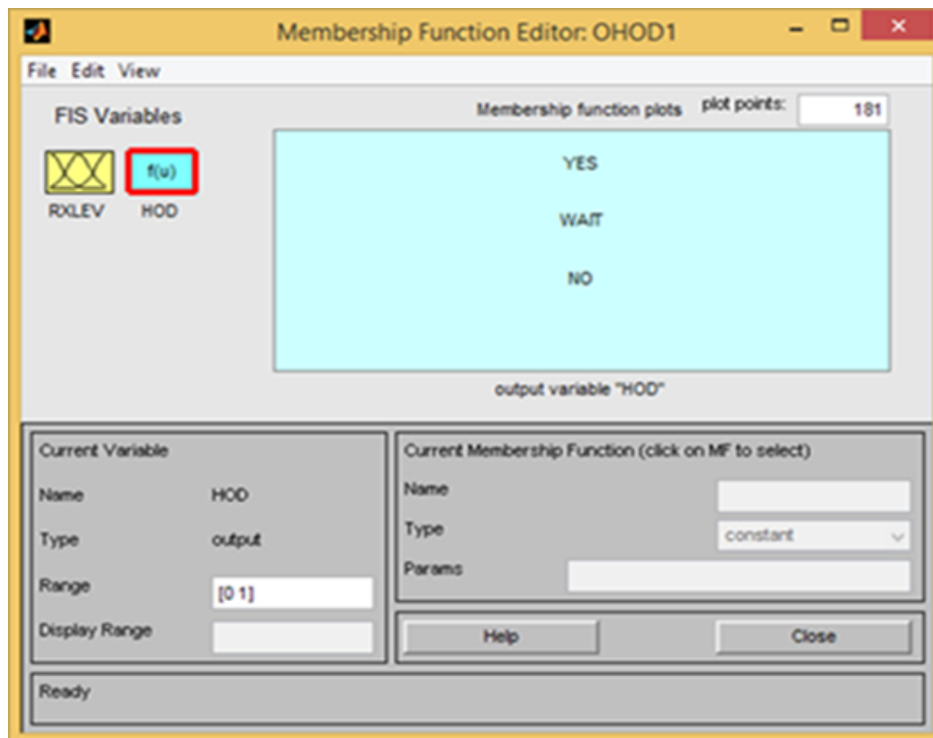 Membership Function Editor: OHOD1
File Edit View
FIS Variables
Membership function plots plot points: 181
f(u)
RXLEV HOD
YES
WAIT
NO
output variable "HOD"
Current Variable
Name HOD
Type output
Range [0 1]
Display Range
Current Membership Function (click on MF to select)
Name
Type constant
Params
Help Close
Ready